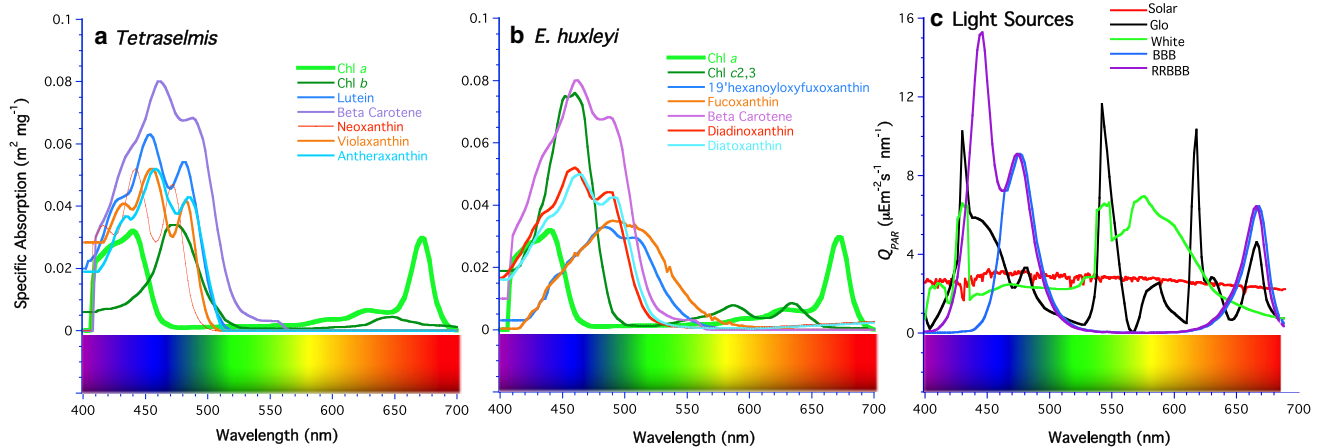 a Tetraselmis
Chl a
Chl b
Lutein
Beta Carotene
Neoxanthin
Violaxanthin
Antheraxanthin
Specific Absorption (m² mg⁻¹)
0.1
0.08
0.06
0.04
0.02
0
400 450 500 550 600 650 700
Wavelength (nm)
b E. huxleyi
Chl a
Chl c2,3
19'hexanoyloxyfuxoxanthin
Fucoxanthin
Beta Carotene
Diadinoxanthin
Diatoxanthin
0.1
0.08
0.06
0.04
0.02
0
400 450 500 550 600 650 700
Wavelength (nm)
c Light Sources
Solar
Glo
White
BBB
RRBBB
Q_PAR (µEm⁻²s⁻¹ nm⁻¹)
16
12
8
4
0
400 450 500 550 600 650 700
Wavelength (nm)